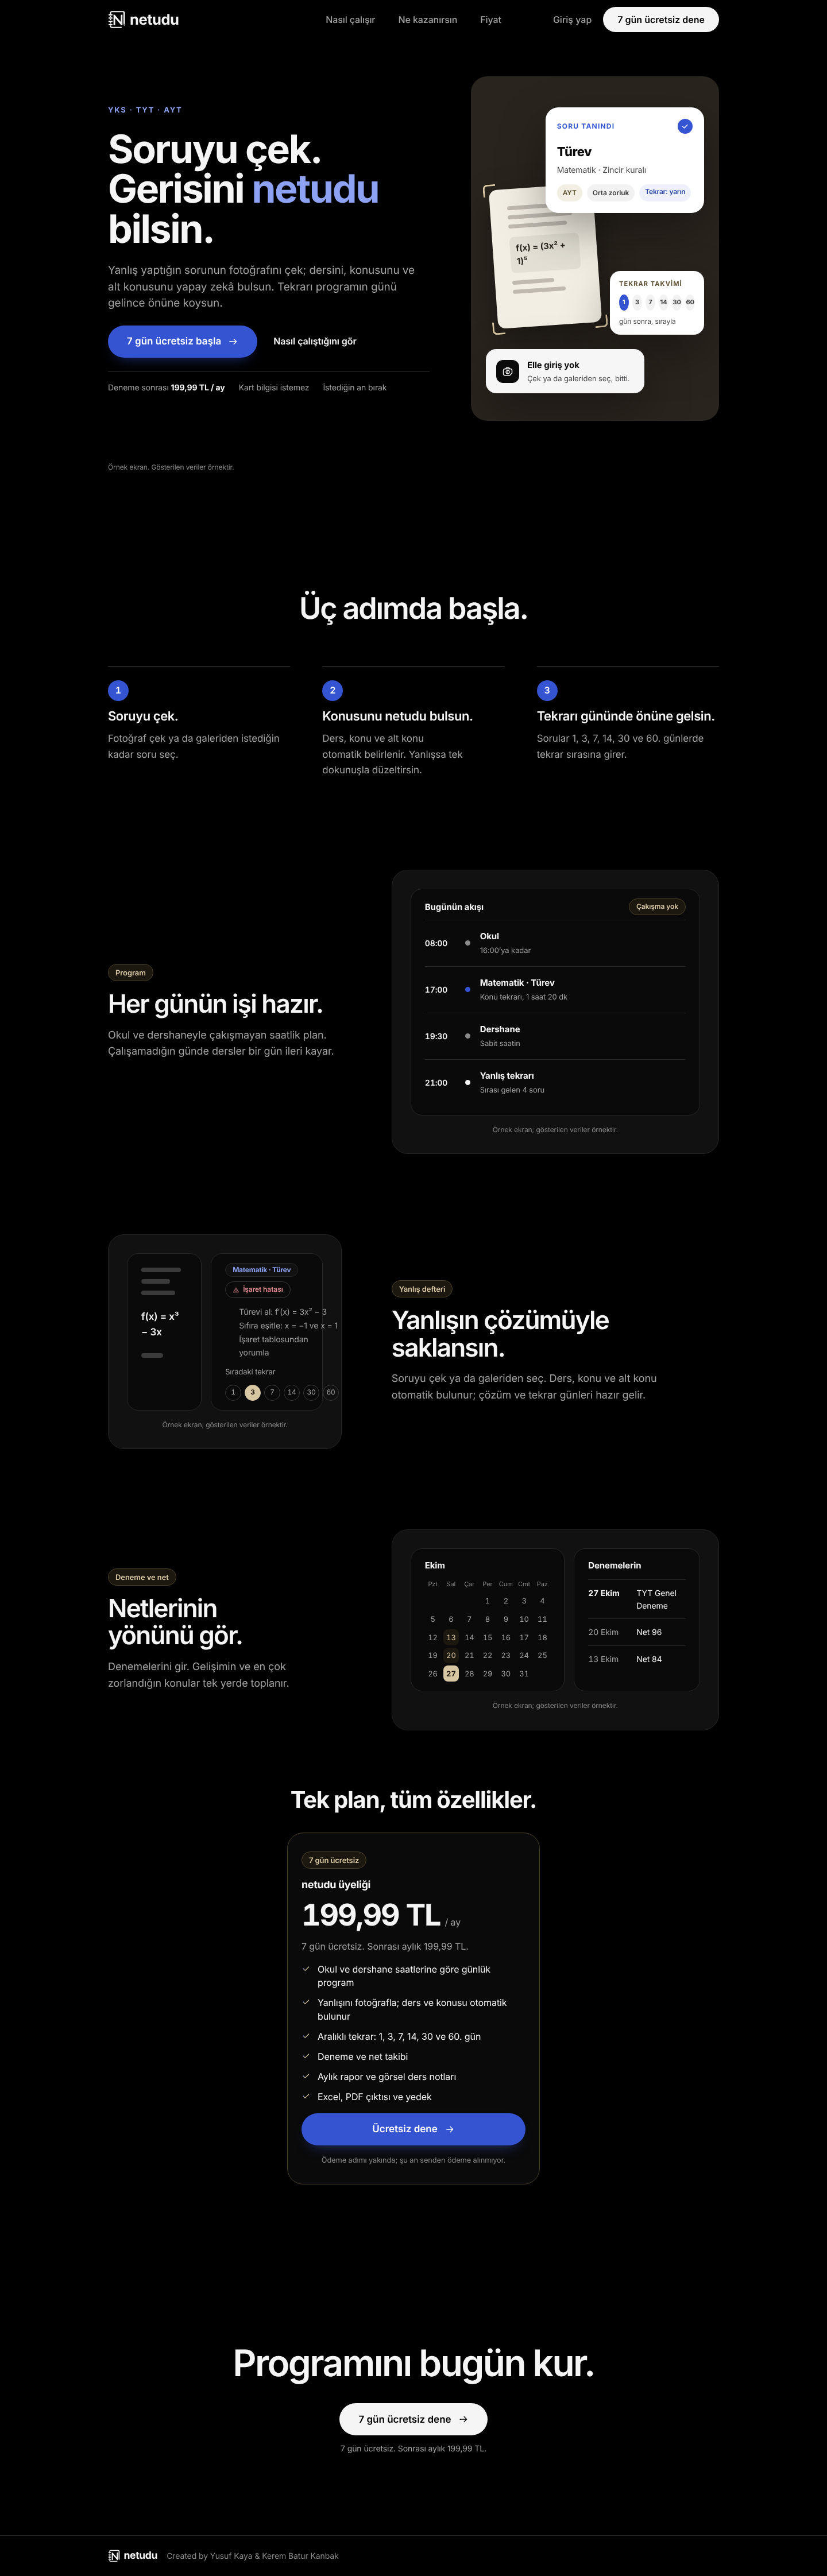 netudu
Nasıl çalışır
Ne kazanırsın
Fiyat
Giriş yap
7 gün ücretsiz dene
YKS · TYT · AYT
Soruyu çek.
Gerisini netudu
bilsin.
Yanlış yaptığın sorunun fotoğrafını çek; dersini, konusunu ve
alt konusunu yapay zekâ bulsun. Tekrarı programın günü
gelince önüne koysun.
7 gün ücretsiz başla →
Nasıl çalıştığını gör
Deneme sonrası 199,99 TL / ay
Kart bilgisi istemez
İstediğin an bırak
SORU TANINDI
Türev
Matematik · Zincir kuralı
AYT
Orta zorluk
Tekrar: yarın
f(x) = (3x² +
1)⁵
TEKRAR TAKVİMİ
1 3 7 14 30 60
gün sonra, sırayla
Elle giriş yok
Çek ya da galeriden seç, bitti.
Örnek ekran. Gösterilen veriler örnektir.
Üç adımda başla.
1
Soruyu çek.
Fotoğraf çek ya da galeriden istediğin
kadar soru seç.
2
Konusunu netudu bulsun.
Ders, konu ve alt konu
otomatik belirlenir. Yanlışsa tek
dokunuşla düzeltirsin.
3
Tekrarı gününde önüne gelsin.
Sorular 1, 3, 7, 14, 30 ve 60. günlerde
tekrar sırasına girer.
Program
Her günün işi hazır.
Okul ve dershaneyle çakışmayan saatlik plan.
Çalışamadığın günde dersler bir gün ileri kayar.
Bugünün akışı
Çakışma yok
08:00
Okul
16:00'ya kadar
17:00
Matematik · Türev
Konu tekrarı, 1 saat 20 dk
19:30
Dershane
Sabit saatin
21:00
Yanlış tekrarı
Sırası gelen 4 soru
Örnek ekran; gösterilen veriler örnektir.
f(x) = x³
− 3x
Matematik · Türev
İşaret hatası
Türevi al: f'(x) = 3x² − 3
Sıfıra eşitle: x = −1 ve x = 1
İşaret tablosundan
yorumla
Sıradaki tekrar
1 3 7 14 30 60
Örnek ekran; gösterilen veriler örnektir.
Yanlış defteri
Yanlışın çözümüyle
saklansın.
Soruyu çek ya da galeriden seç. Ders, konu ve alt konu
otomatik bulunur; çözüm ve tekrar günleri hazır gelir.
Deneme ve net
Netlerinin
yönünü gör.
Denemelerini gir. Gelişimin ve en çok
zorlandığın konular tek yerde toplanır.
Ekim
Pzt Sal Çar Per Cum Cmt Paz
1 2 3 4
5 6 7 8 9 10 11
12 13 14 15 16 17 18
19 20 21 22 23 24 25
26 27 28 29 30 31
Denemelerin
27 Ekim
TYT Genel
Deneme
20 Ekim
Net 96
13 Ekim
Net 84
Örnek ekran; gösterilen veriler örnektir.
Tek plan, tüm özellikler.
7 gün ücretsiz
netudu üyeliği
199,99 TL / ay
7 gün ücretsiz. Sonrası aylık 199,99 TL.
Okul ve dershane saatlerine göre günlük
program
Yanlışını fotoğrafla; ders ve konusu otomatik
bulunur
Aralıklı tekrar: 1, 3, 7, 14, 30 ve 60. gün
Deneme ve net takibi
Aylık rapor ve görsel ders notları
Excel, PDF çıktısı ve yedek
Ücretsiz dene →
Ödeme adımı yakında; şu an senden ödeme alınmıyor.
Programını bugün kur.
7 gün ücretsiz dene →
7 gün ücretsiz. Sonrası aylık 199,99 TL.
netudu
Created by Yusuf Kaya & Kerem Batur Kanbak